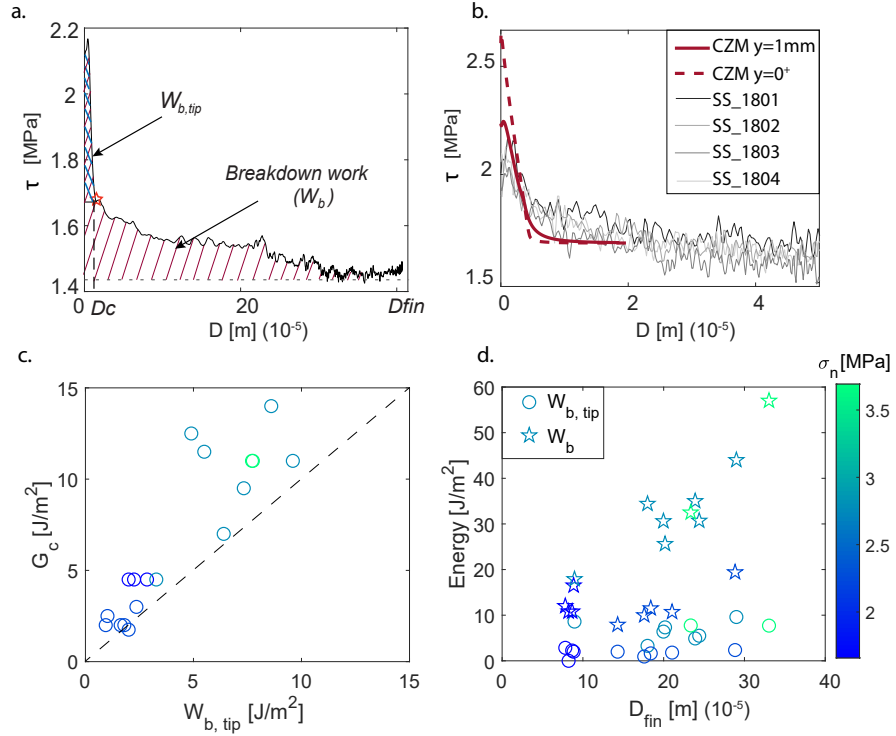 a.
2.2
2
1.8
1.6
1.4
τ [MPa]
W_b,tip
Breakdown work
(W_b)
0
Dc
20
Dfin
D [m] (10^-5)
b.
2.5
2
1.5
τ [MPa]
CZM y=1mm
CZM y=0^+
SS_1801
SS_1802
SS_1803
SS_1804
0
2
4
D [m] (10^-5)
c.
15
10
5
0
G_c [J/m^2]
0
5
10
15
W_b, tip [J/m^2]
d.
60
50
40
30
20
10
0
Energy [J/m^2]
W_b, tip
W_b
0
10
20
30
40
D_fin [m] (10^-5)
σ_n [MPa]
3.5
3
2.5
2